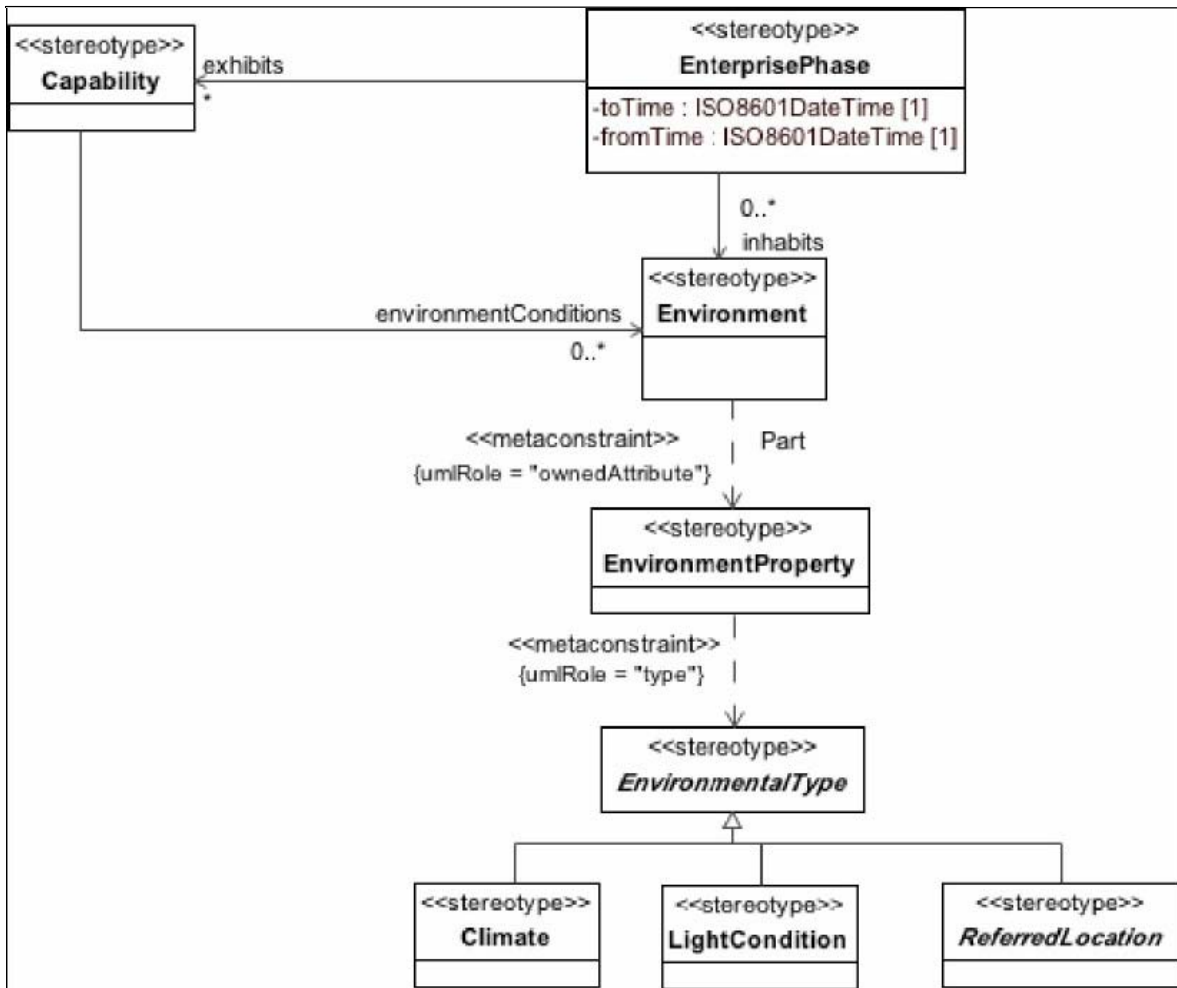 <<stereotype>>
Capability
exhibits
*
<<stereotype>>
EnterprisePhase
-toTime : ISO8601DateTime [1]
-fromTime : ISO8601DateTime [1]
0..*
inhabits
<<stereotype>>
Environment
environmentConditions
0..*
<<metaconstraint>>
{umlRole = "ownedAttribute"}
Part
<<stereotype>>
EnvironmentProperty
<<metaconstraint>>
{umlRole = "type"}
<<stereotype>>
EnvironmentalType
<<stereotype>>
Climate
<<stereotype>>
LightCondition
<<stereotype>>
ReferredLocation